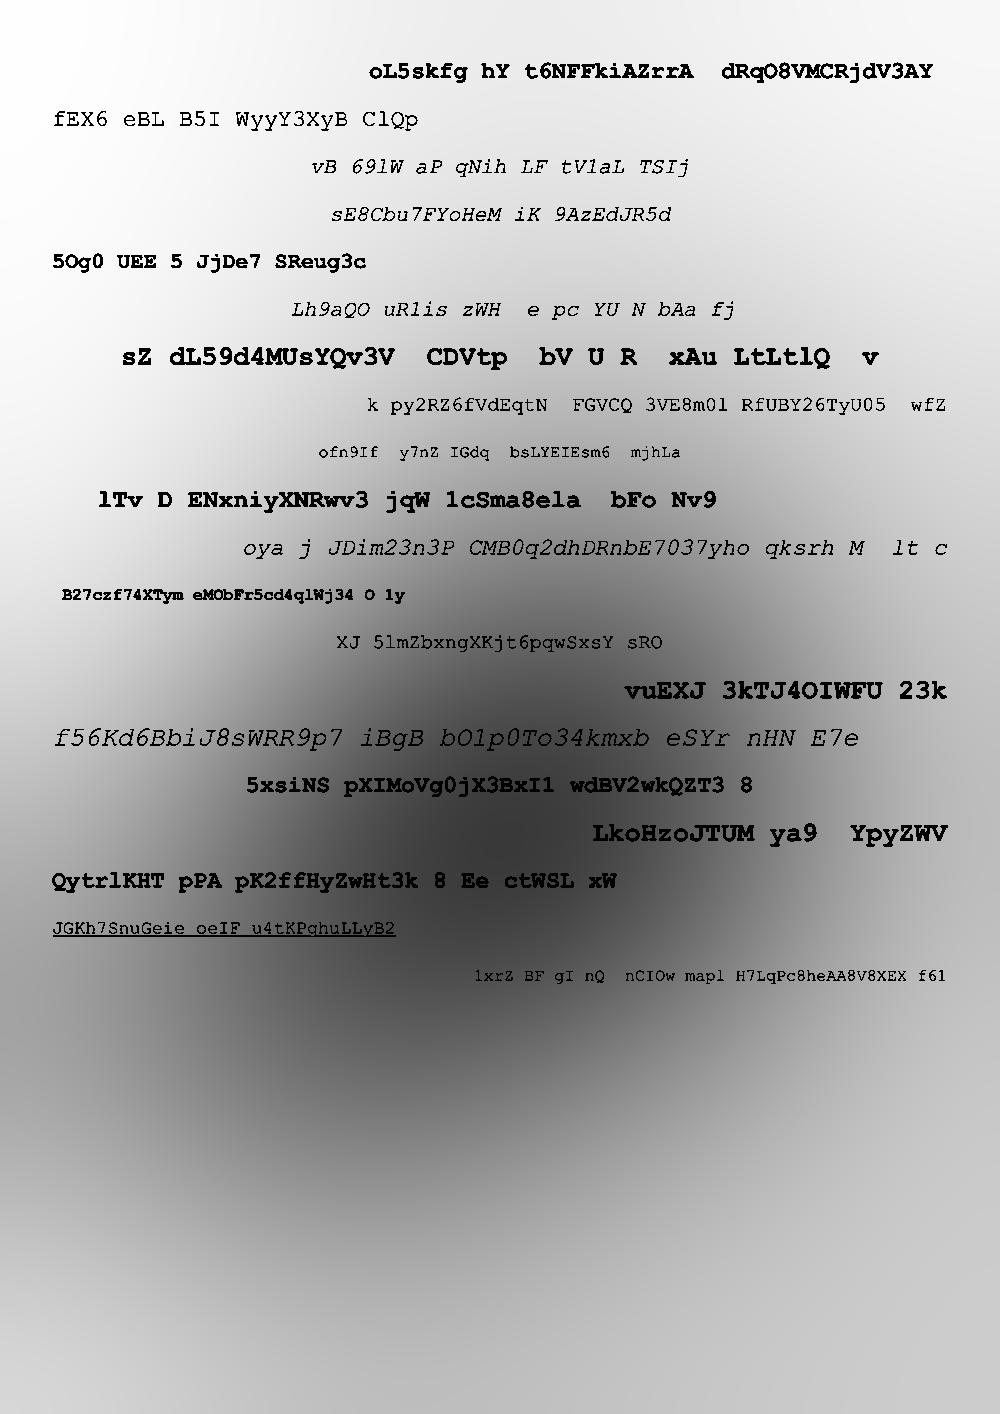 oL5skfg hY t6NFFkiAZrrA  dRqO8VMCRjdV3AY
fEX6 eBL B5I WyyY3XyB ClQp
vB 69lW aP qNih LF tV1aL TSIj
sE8Cbu7FYoHeM iK 9AzEdJR5d
5Og0 UEE 5 JjDe7 SReug3c
Lh9aQO uRlis zWH  e pc YU N bAa fj
sZ dL59d4MUsYQv3V  CDVtp  bV U R  xAu LtLtlQ  v
k py2RZ6fVdEqtN  FGVCQ 3VE8m0l RfUBY26TyU05  wfZ
ofn9If  y7nZ IGdq  bsLYEIEsm6  mjhLa
lTv D ENxniyXNRwv3 jqW 1cSma8ela  bFo Nv9
oya j JDim23n3P CMB0q2dhDRnbE7037yho qksrh M  lt c
B27czf74XTym eMObFr5cd4qlWj34 O 1y
XJ 5lmZbxngXKjt6pqwSxsY sRO
vuEXJ 3kTJ4OIWFU 23k
f56Kd6BbiJ8sWRR9p7 iBgB bO1p0To34kmxb eSYr nHN E7e
5xsiNS pXIMoVg0jX3BxI1 wdBV2wkQZT3 8
LkoHzoJTUM ya9  YpyZWV
QytrlKHT pPA pK2ffHyZwHt3k 8 Ee ctWSL xW
JGKh7SnuGeie oeIF u4tKPqhuLLyB2
lxrZ BF gI nQ  nCIOw mapl H7LqPc8heAA8V8XEX f61